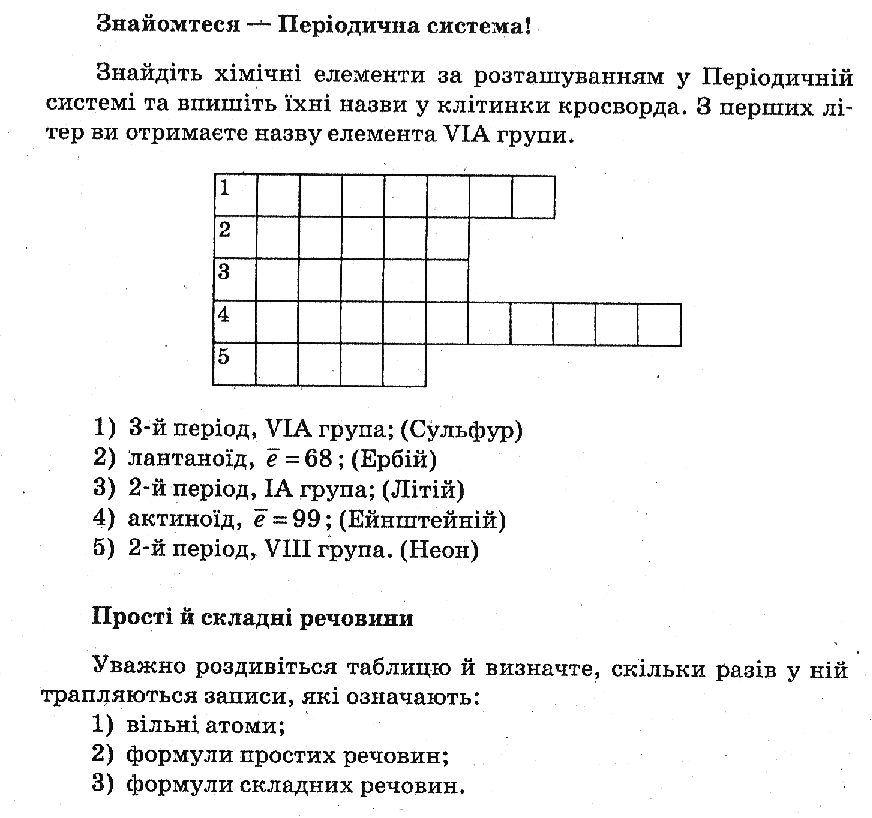 Знайомтеся — Періодична система!
Знайдіть хімічні елементи за розташуванням у Періодичній
системі та впишіть їхні назви у клітинки кросворда. З перших лі-
тер ви отримаєте назву елемента VIA групи.
1
2
3
4
5
1) 3-й період, VIA група; (Сульфур)
2) лантаноїд, e̅ = 68 ; (Ербій)
3) 2-й період, IA група; (Літій)
4) актиноїд, e̅ = 99 ; (Ейнштейній)
5) 2-й період, VIII група. (Неон)
Прості й складні речовини
Уважно роздивіться таблицю й визначте, скільки разів у ній
трапляються записи, які означають:
1) вільні атоми;
2) формули простих речовин;
3) формули складних речовин.